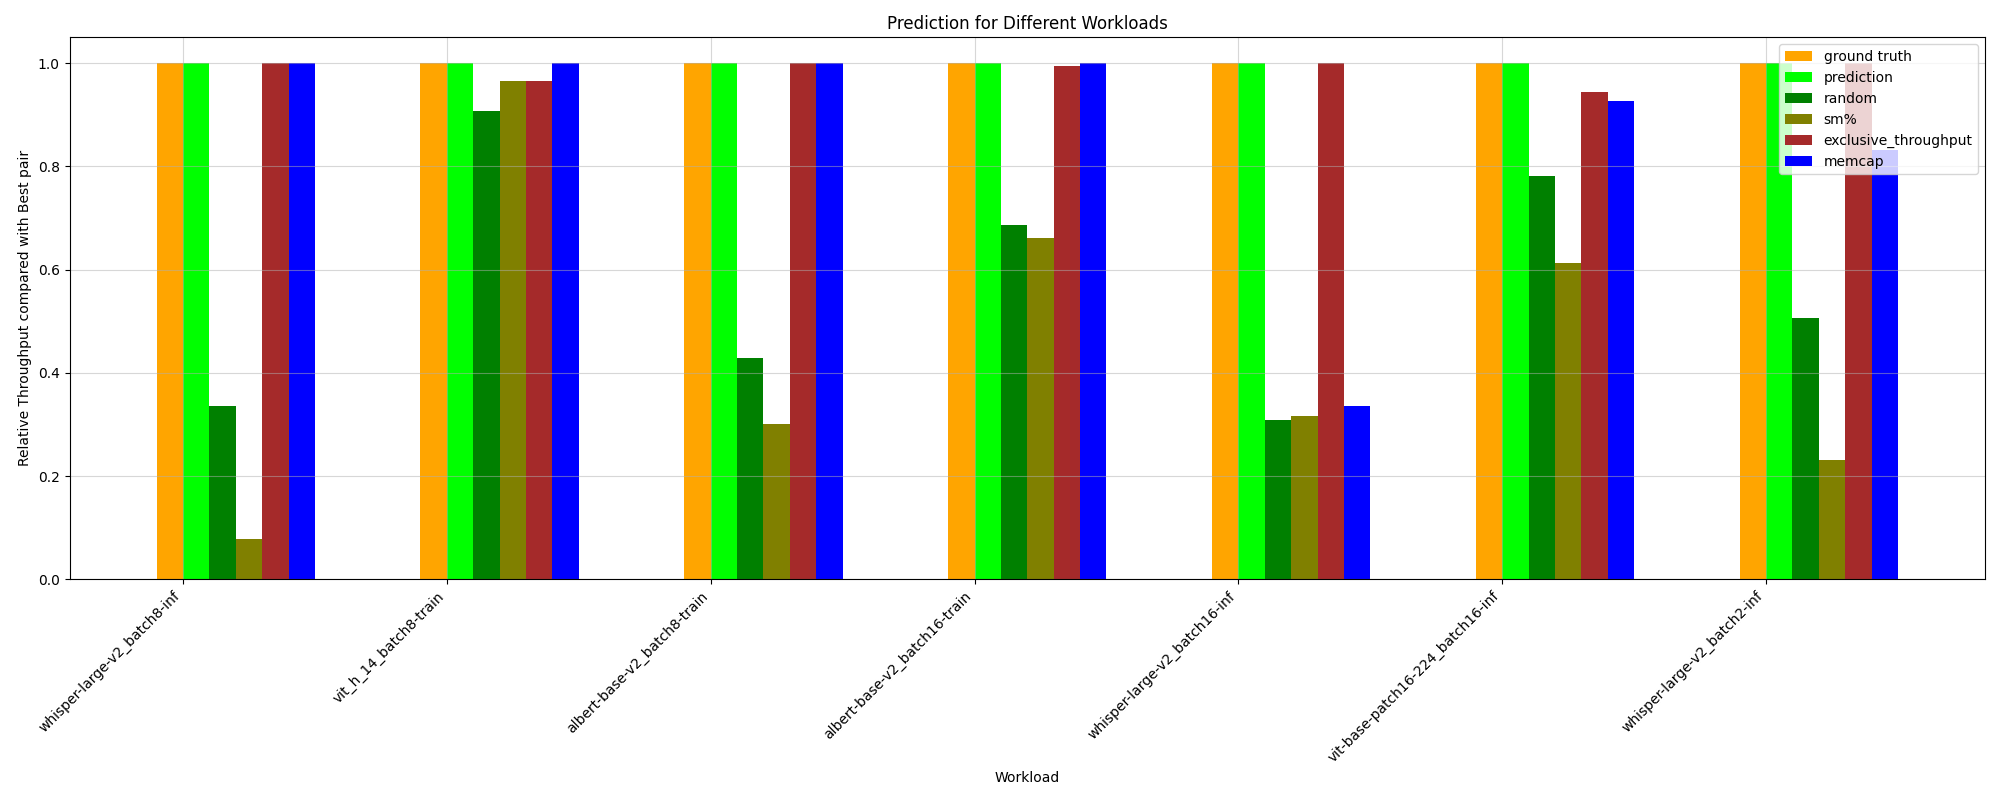 Prediction for Different Workloads
Relative Throughput compared with Best pair
1.0
0.8
0.6
0.4
0.2
0.0
ground truth
prediction
random
sm%
exclusive_throughput
memcap
whisper-large-v2_batch8-inf
vit_h_14_batch8-train
albert-base-v2_batch8-train
albert-base-v2_batch16-train
whisper-large-v2_batch16-inf
vit-base-patch16-224_batch16-inf
whisper-large-v2_batch2-inf
Workload